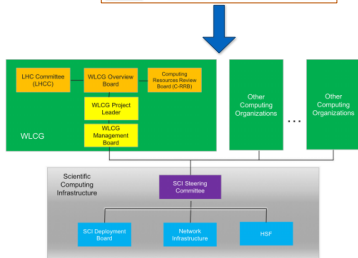 LHC Committee
(LHCC)
WLCG Overview
Board
Computing
Resources Review
Board (C-RRB)
WLCG Project
Leader
WLCG
Management
Board
WLCG
Other
Computing
Organizations
...
Other
Computing
Organizations
Scientific
Computing
Infrastructure
SCI Steering
Committee
SCI Deployment
Board
Network
Infrastructure
HSF